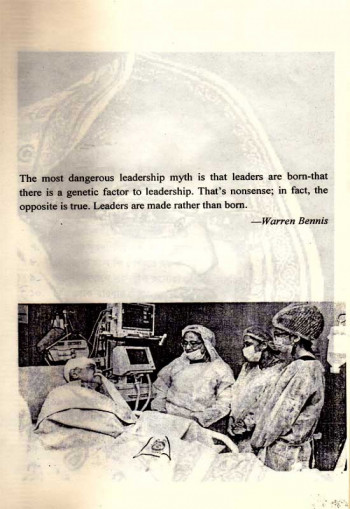 The most dangerous leadership myth is that leaders are born-that
there is a genetic factor to leadership. That's nonsense; in fact, the
opposite is true. Leaders are made rather than born.
—Warren Bennis